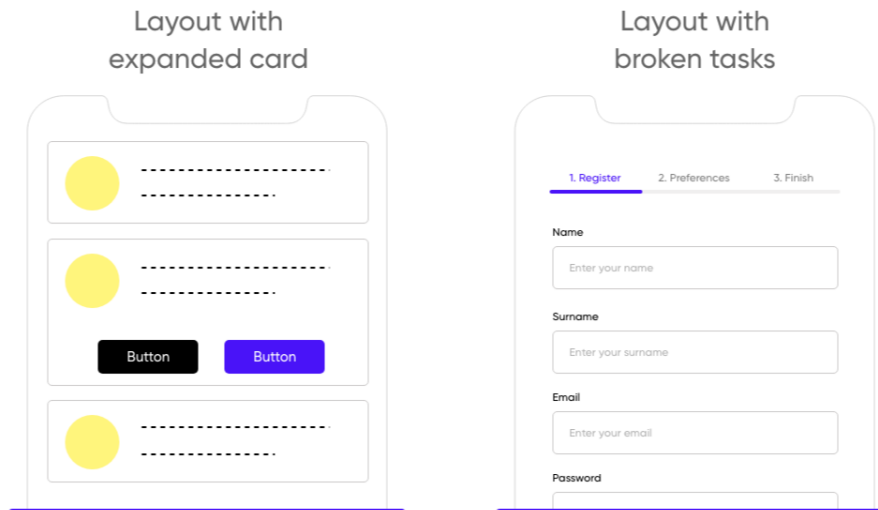 Layout with
expanded card
Button
Button
Layout with
broken tasks
1. Register
2. Preferences
3. Finish
Name
Enter your name
Surname
Enter your surname
Email
Enter your email
Password